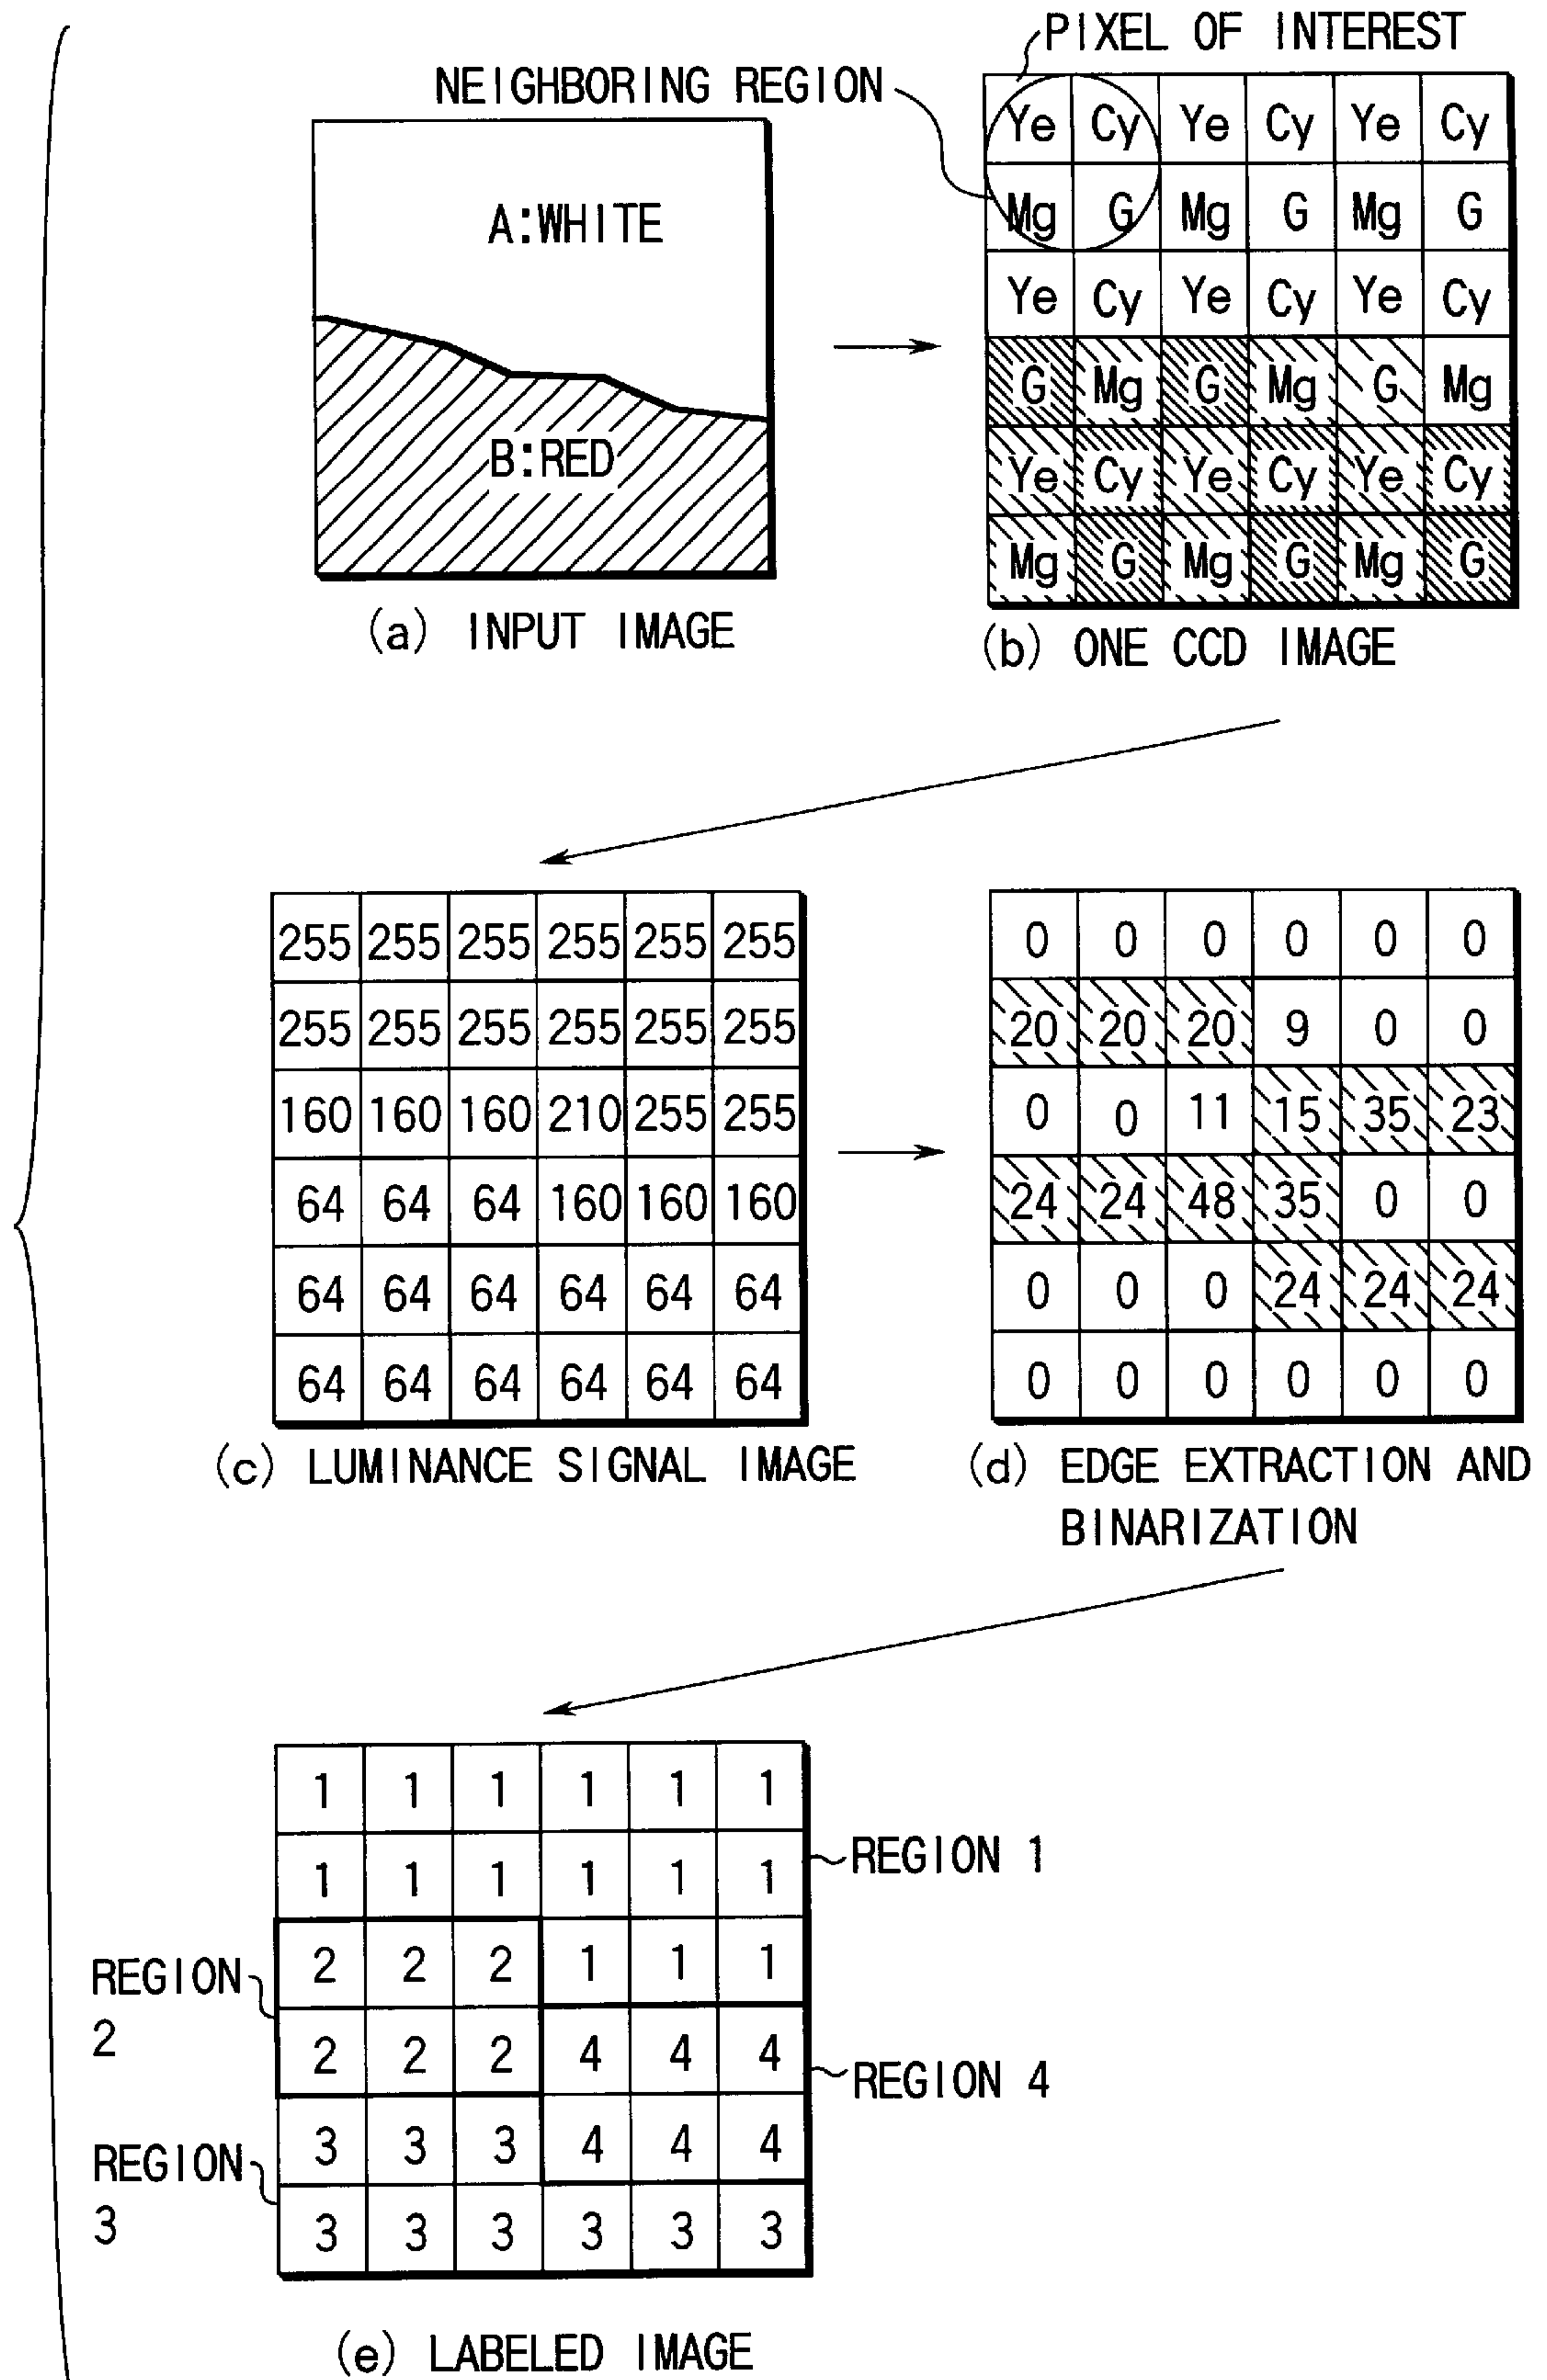 PIXEL OF INTEREST
NEIGHBORING REGION
A:WHITE
B:RED
(a) INPUT IMAGE
Ye Cy Ye Cy Ye Cy
Mg G Mg G Mg G
Ye Cy Ye Cy Ye Cy
G Mg G Mg G Mg
Ye Cy Ye Cy Ye Cy
Mg G Mg G Mg G
(b) ONE CCD IMAGE
255 255 255 255 255 255
255 255 255 255 255 255
160 160 160 210 255 255
64 64 64 160 160 160
64 64 64 64 64 64
64 64 64 64 64 64
(c) LUMINANCE SIGNAL IMAGE
0 0 0 0 0 0
20 20 20 9 0 0
0 0 11 15 35 23
24 24 48 35 0 0
0 0 0 24 24 24
0 0 0 0 0 0
(d) EDGE EXTRACTION AND
BINARIZATION
1 1 1 1 1 1
1 1 1 1 1 1
2 2 2 1 1 1
2 2 2 4 4 4
3 3 3 4 4 4
3 3 3 3 3 3
REGION 1
REGION
2
REGION 4
REGION
3
(e) LABELED IMAGE